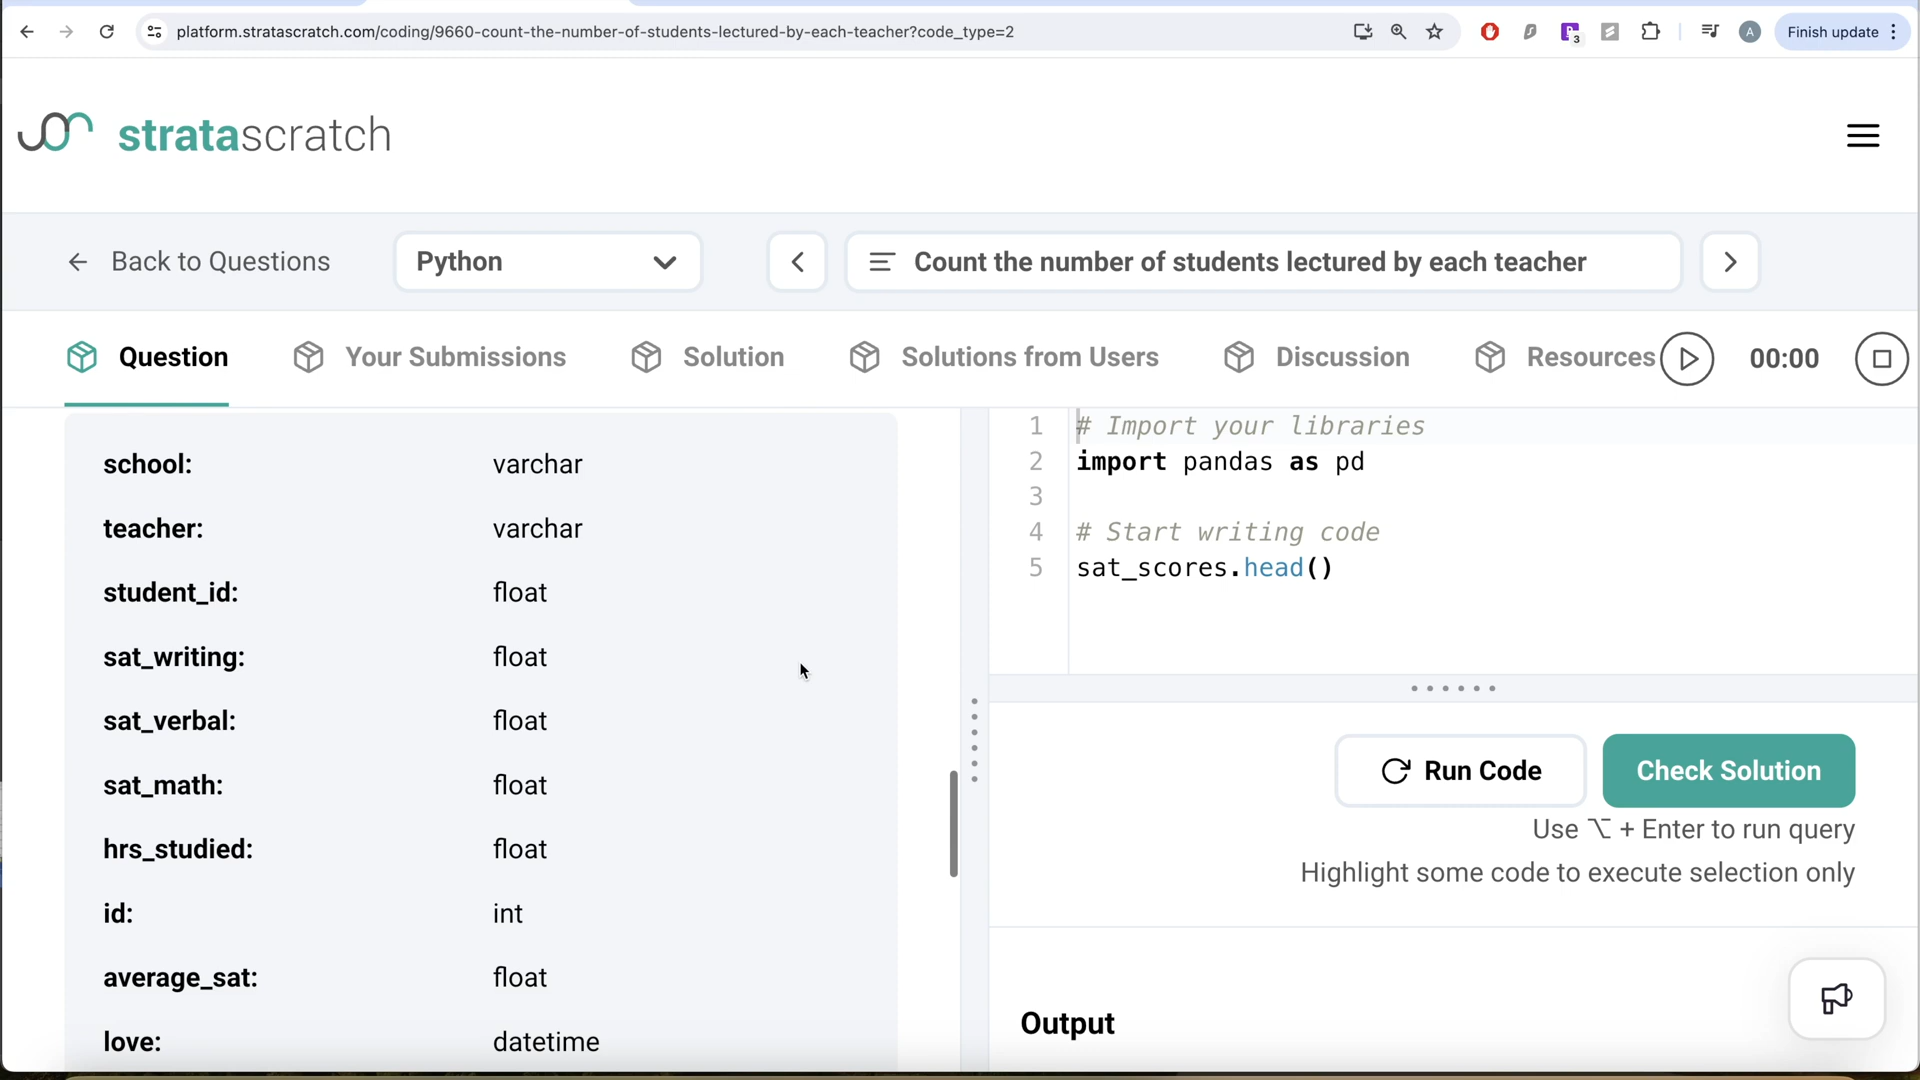 platform.stratascratch.com/coding/9660-count-the-number-of-students-lectured-by-each-teacher?code_type=2
3
A
Finish update
stratascratch
Back to Questions
Python
Count the number of students lectured by each teacher
Question
Your Submissions
Solution
Solutions from Users
Discussion
Resources
00:00
school: varchar
teacher: varchar
student_id: float
sat_writing: float
sat_verbal: float
sat_math: float
hrs_studied: float
id: int
average_sat: float
love: datetime
1 # Import your libraries
2 import pandas as pd
3
4 # Start writing code
5 sat_scores.head()
Run Code
Check Solution
Use ⌥ + Enter to run query
Highlight some code to execute selection only
Output